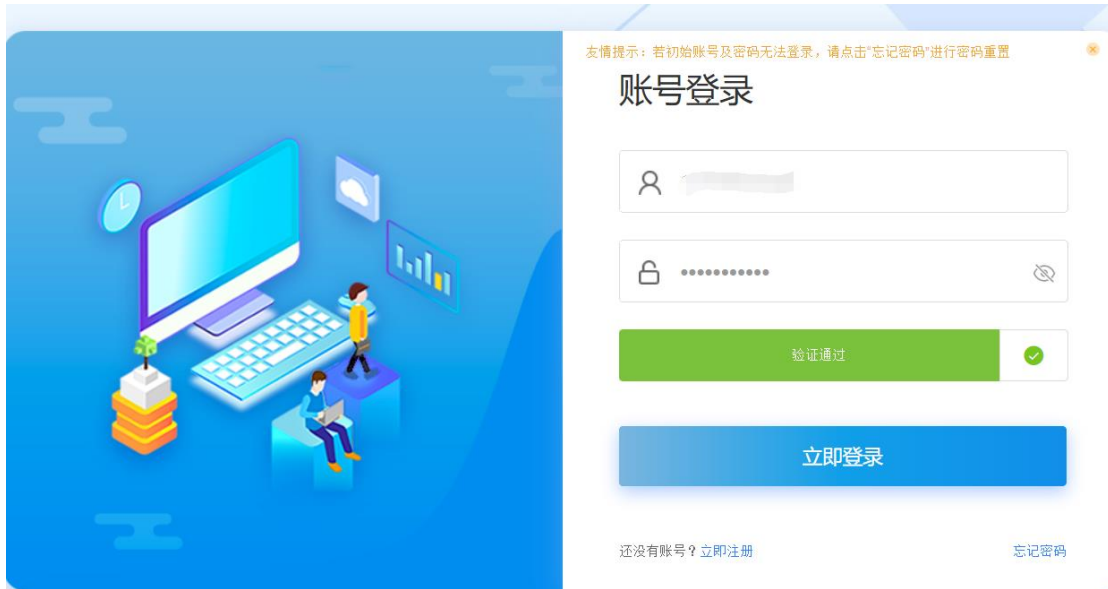 友情提示：若初始账号及密码无法登录，请点击“忘记密码”进行密码重置
账号登录
验证通过
立即登录
还没有账号？立即注册
忘记密码